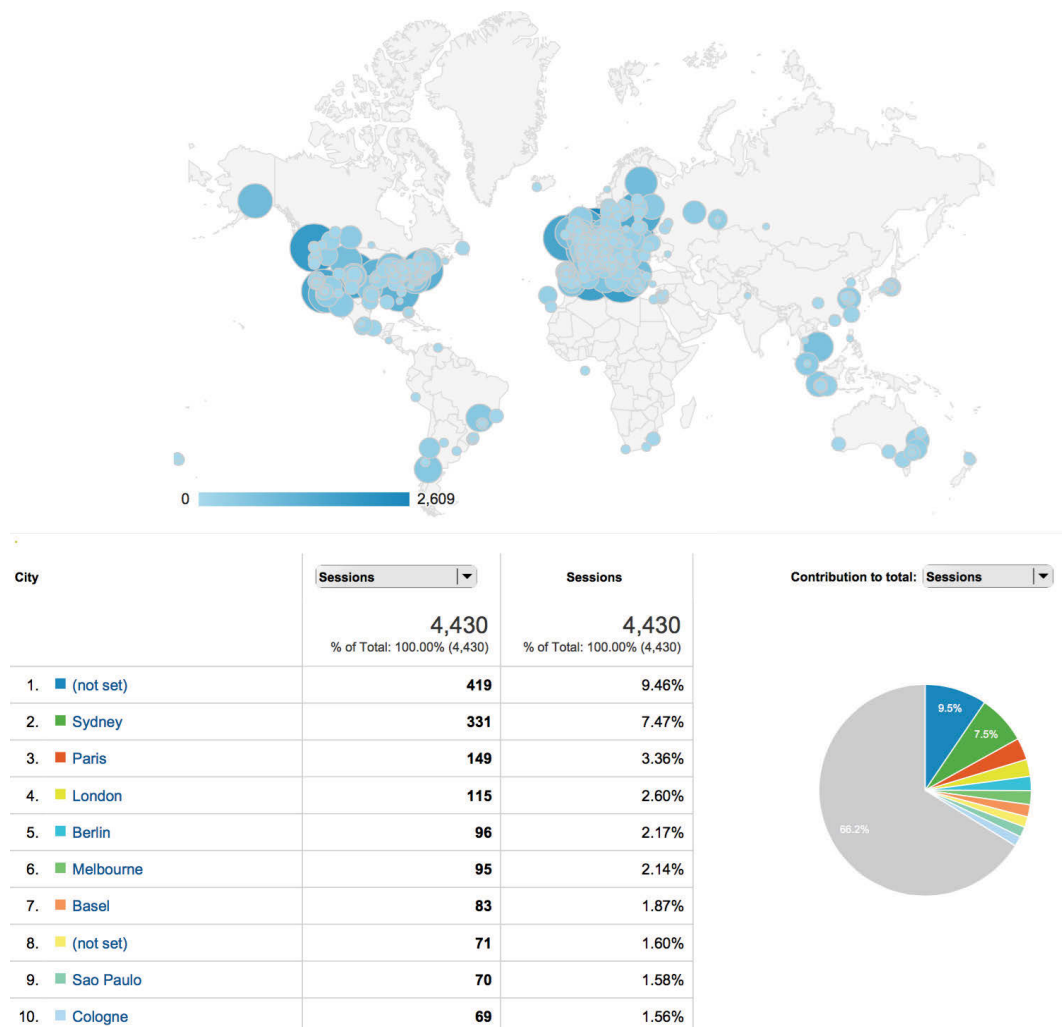 0 2,609
City Sessions Sessions Contribution to total: Sessions
4,430 4,430
% of Total: 100.00% (4,430) % of Total: 100.00% (4,430)
1. (not set) 419 9.46%
2. Sydney 331 7.47%
3. Paris 149 3.36%
4. London 115 2.60%
5. Berlin 96 2.17%
6. Melbourne 95 2.14%
7. Basel 83 1.87%
8. (not set) 71 1.60%
9. Sao Paulo 70 1.58%
10. Cologne 69 1.56%
9.5%
7.5%
66.2%